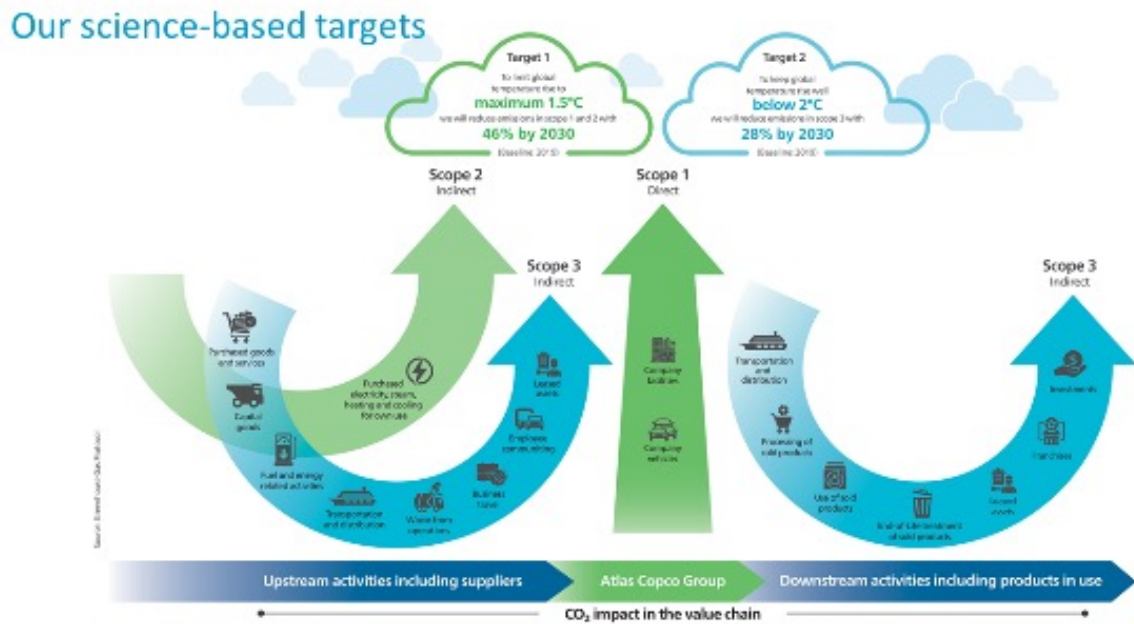 Our science-based targets
Target 1
To limit global
temperature rise to
maximum 1.5°C
we will reduce emissions in scope 1 and 2 with
46% by 2030
(Baseline: 2019)
Target 2
To keep global
temperature rise well
below 2°C
we will reduce emissions in scope 3 with
28% by 2030
(Baseline: 2019)
Scope 2
Indirect
Scope 1
Direct
Scope 3
Indirect
Scope 3
Indirect
Purchased goods
and services
Capital
goods
Fuel and energy
related activities
Transportation
and distribution
Waste from
operations
Business
travel
Employee
commuting
Leased
assets
Purchased
electricity, steam,
heating and cooling
for own use
Company
facilities
Company
vehicles
Transportation
and
distribution
Processing of
sold products
Use of sold
products
End-of-life treatment
of sold products
Leased
assets
Franchises
Investments
Upstream activities including suppliers
Atlas Copco Group
Downstream activities including products in use
CO₂ impact in the value chain